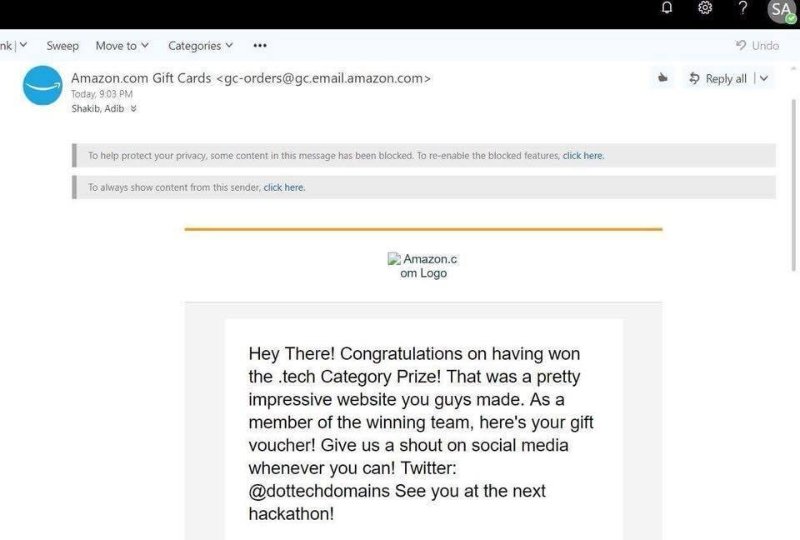 SA
nk | Sweep Move to Categories ••• Undo
Amazon.com Gift Cards <gc-orders@gc.email.amazon.com>
Reply all
Today, 9:03 PM
Shakib, Adib
To help protect your privacy, some content in this message has been blocked. To re-enable the blocked features, click here.
To always show content from this sender, click here.
Amazon.c
om Logo
Hey There! Congratulations on having won
the .tech Category Prize! That was a pretty
impressive website you guys made. As a
member of the winning team, here's your gift
voucher! Give us a shout on social media
whenever you can! Twitter:
@dottechdomains See you at the next
hackathon!